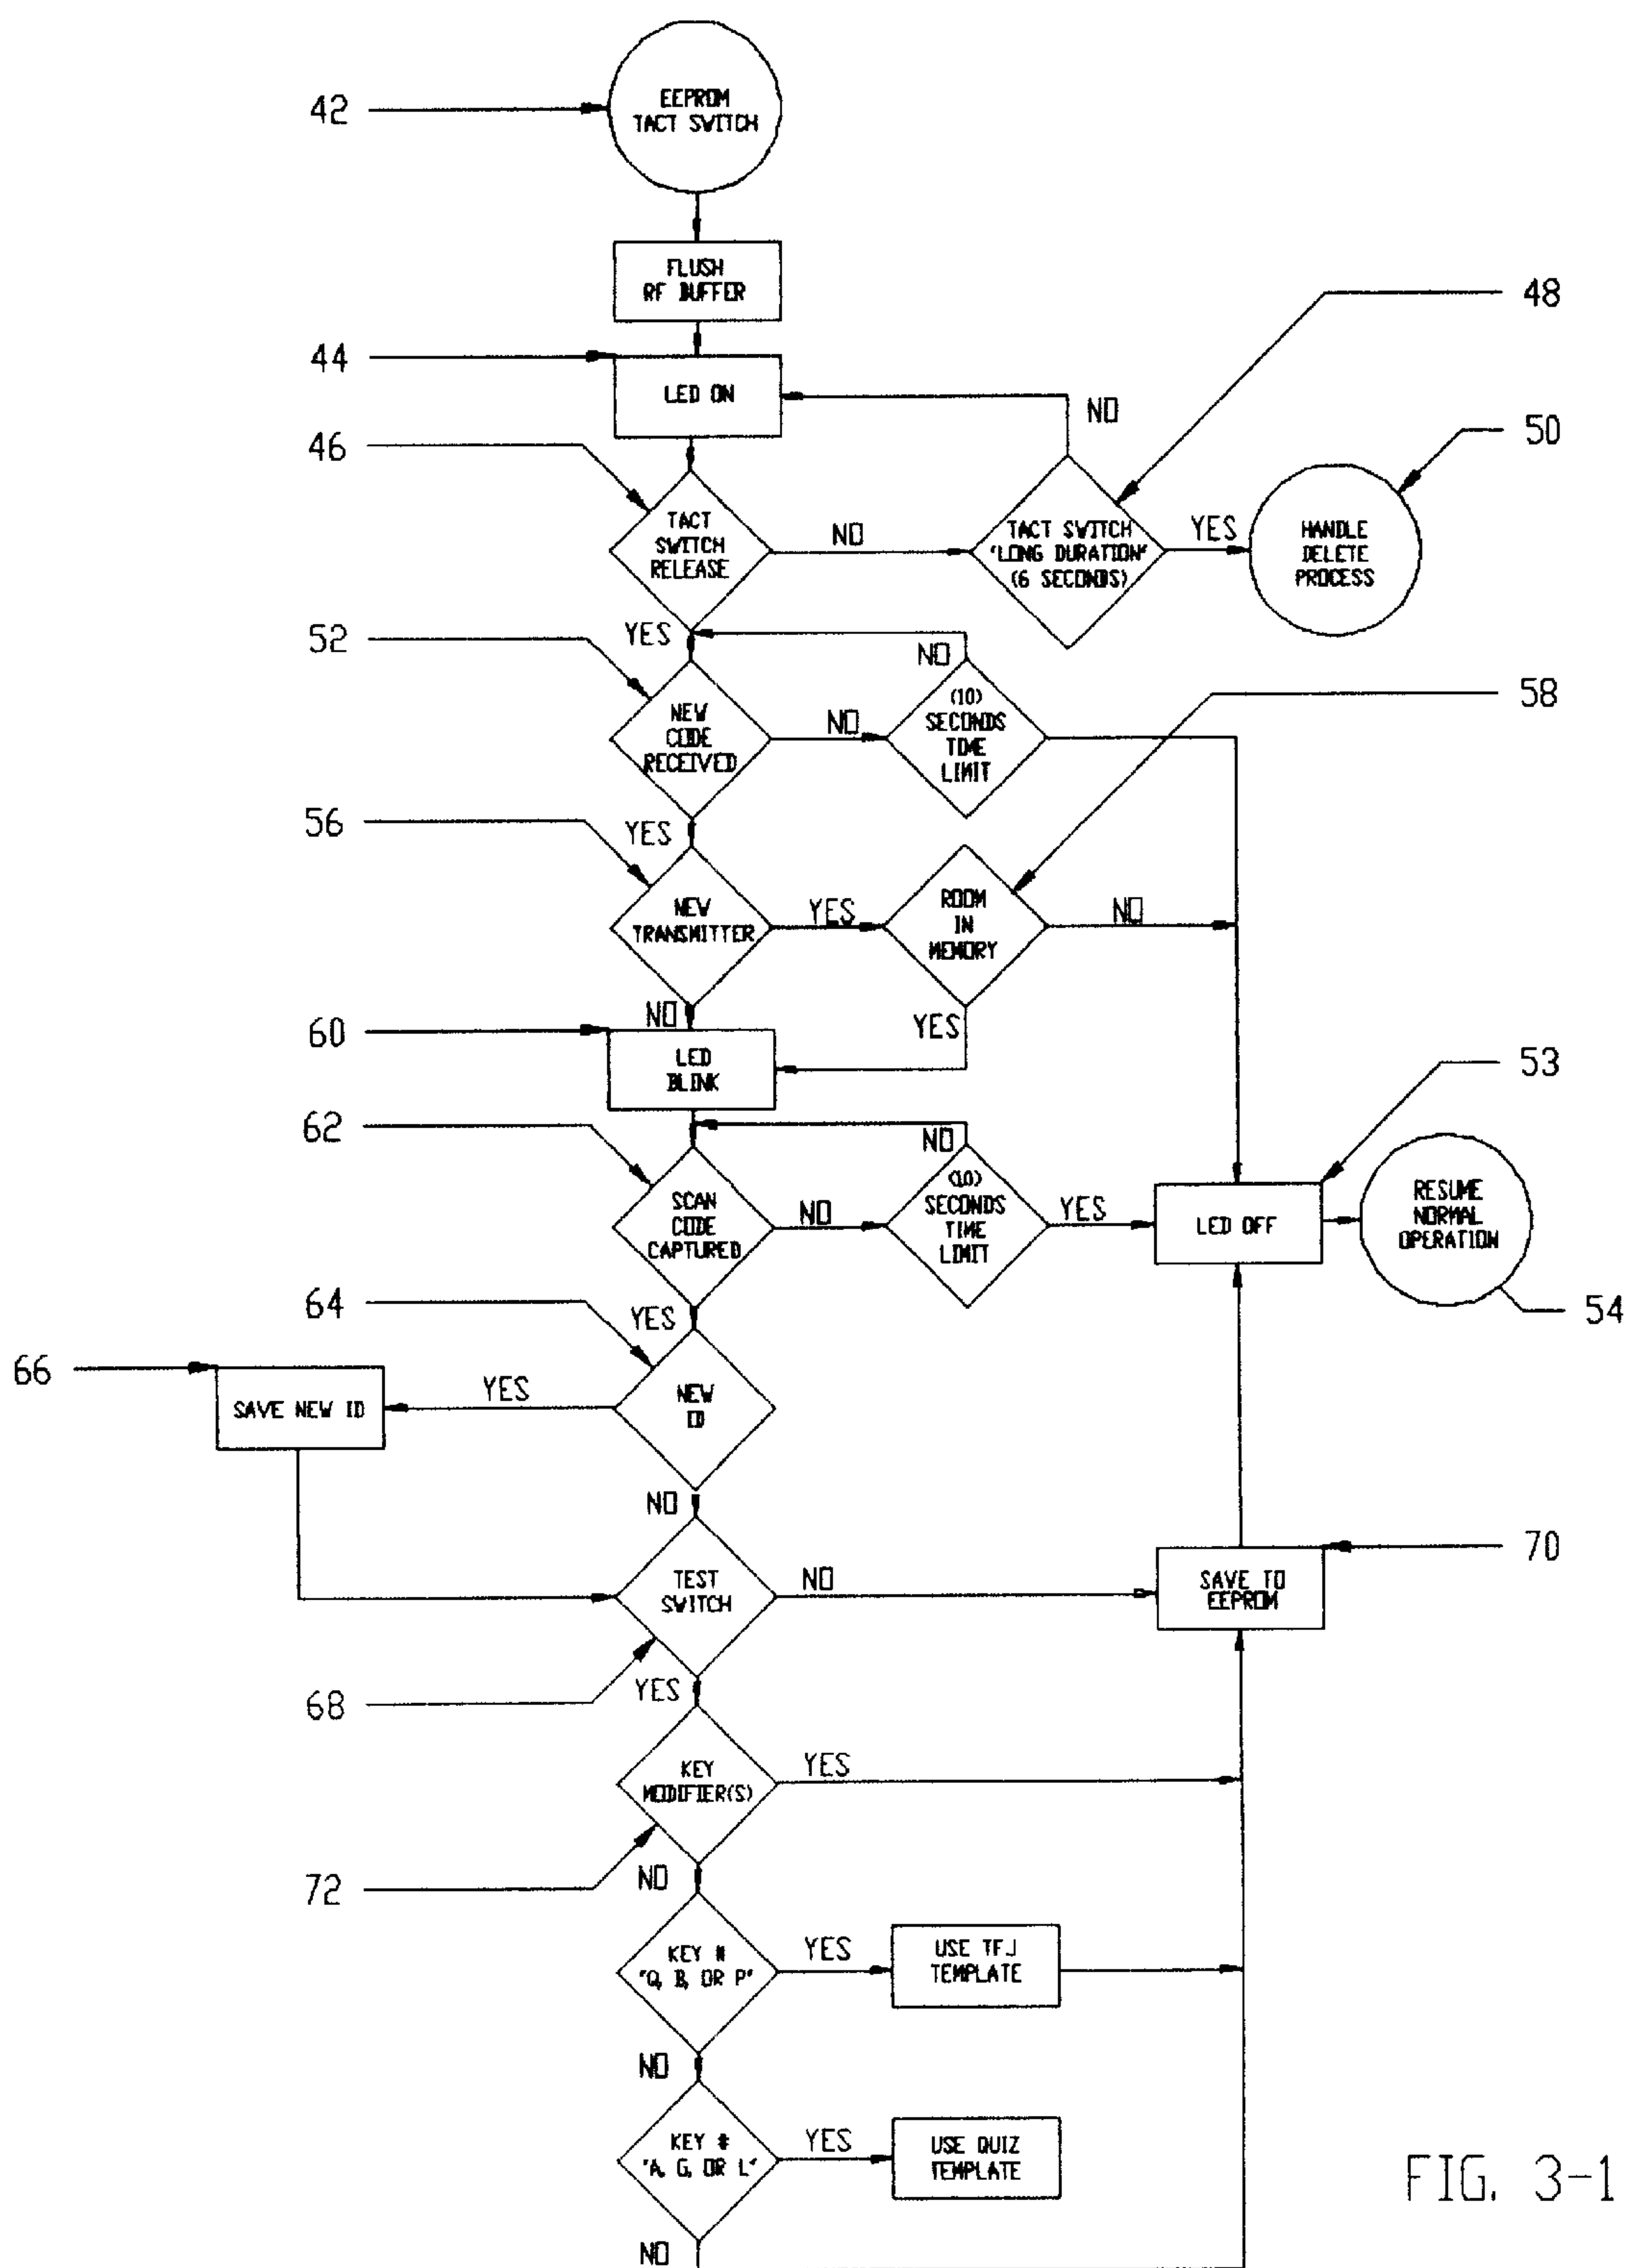 42
EEPROM
TACT SWITCH
FLUSH
RF BUFFER
48
44
LED ON
NO
50
46
TACT
SWITCH
RELEASE
NO
TACT SWITCH
"LONG DURATION"
(6 SECONDS)
YES
HANDLE
DELETE
PROCESS
52
YES
NO
NEW
CODE
RECEIVED
NO
(10)
SECONDS
TIME
LIMIT
58
56
YES
NEW
TRANSMITTER
YES
ROOM
IN
MEMORY
NO
60
NO
YES
LED
BLINK
53
62
NO
SCAN
CODE
CAPTURED
NO
(10)
SECONDS
TIME
LIMIT
YES
LED OFF
RESUME
NORMAL
OPERATION
54
64
YES
66
SAVE NEW ID
YES
NEW
ID
NO
70
TEST
SWITCH
NO
SAVE TO
EEPROM
68
YES
KEY
MODIFIER(S)
YES
72
NO
KEY #
"Q, B, OR P"
YES
USE TFJ
TEMPLATE
NO
KEY #
"A, G, OR L"
YES
USE QUIZ
TEMPLATE
NO
FIG. 3-1